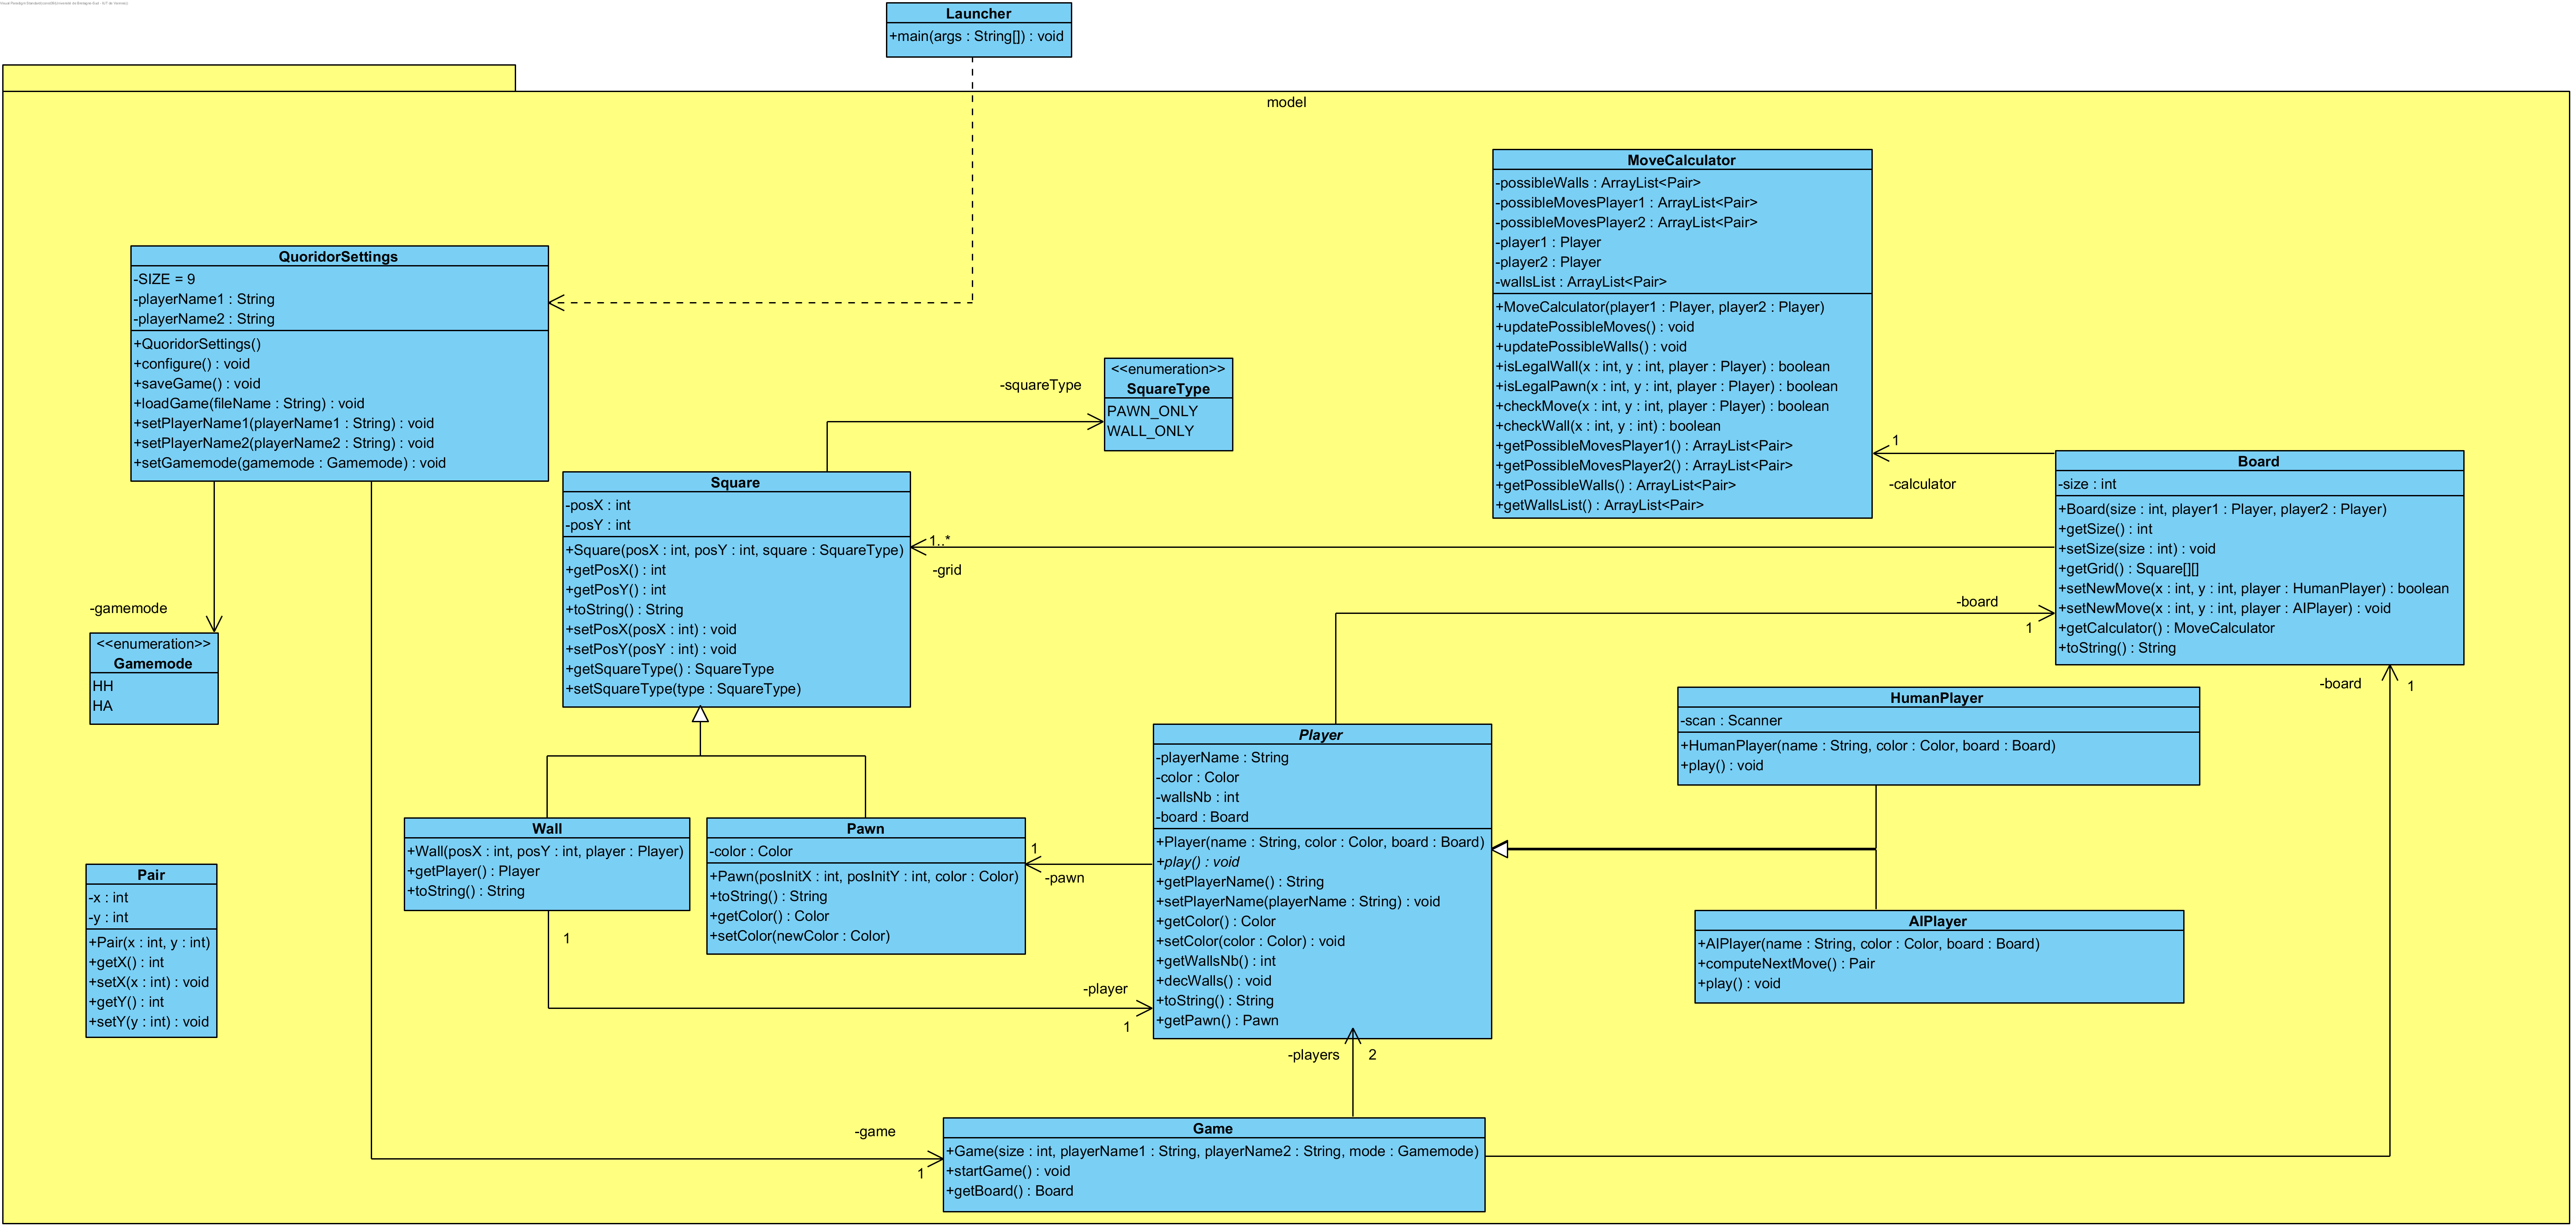 Launcher
+main(args : String[]) : void
model
MoveCalculator
-possibleWalls : ArrayList<Pair>
-possibleMovesPlayer1 : ArrayList<Pair>
-possibleMovesPlayer2 : ArrayList<Pair>
-player1 : Player
-player2 : Player
-wallsList : ArrayList<Pair>
+MoveCalculator(player1 : Player, player2 : Player)
+updatePossibleMoves() : void
+updatePossibleWalls() : void
+isLegalWall(x : int, y : int, player : Player) : boolean
+isLegalPawn(x : int, y : int, player : Player) : boolean
+checkMove(x : int, y : int, player : Player) : boolean
+checkWall(x : int, y : int) : boolean
+getPossibleMovesPlayer1() : ArrayList<Pair>
+getPossibleMovesPlayer2() : ArrayList<Pair>
+getPossibleWalls() : ArrayList<Pair>
+getWallsList() : ArrayList<Pair>
QuoridorSettings
-SIZE = 9
-playerName1 : String
-playerName2 : String
+QuoridorSettings()
+configure() : void
+saveGame() : void
+loadGame(fileName : String) : void
+setPlayerName1(playerName1 : String) : void
+setPlayerName2(playerName2 : String) : void
+setGamemode(gamemode : Gamemode) : void
-squareType
<<enumeration>>
SquareType
PAWN_ONLY
WALL_ONLY
1
-calculator
Board
-size : int
+Board(size : int, player1 : Player, player2 : Player)
+getSize() : int
+setSize(size : int) : void
+getGrid() : Square[][]
+setNewMove(x : int, y : int, player : HumanPlayer) : boolean
+setNewMove(x : int, y : int, player : AIPlayer) : void
+getCalculator() : MoveCalculator
+toString() : String
Square
-posX : int
-posY : int
+Square(posX : int, posY : int, square : SquareType)
+getPosX() : int
+getPosY() : int
+toString() : String
+setPosX(posX : int) : void
+setPosY(posY : int) : void
+getSquareType() : SquareType
+setSquareType(type : SquareType)
1..*
-grid
-board
1
-gamemode
<<enumeration>>
Gamemode
HH
HA
-board
1
HumanPlayer
-scan : Scanner
+HumanPlayer(name : String, color : Color, board : Board)
+play() : void
Player
-playerName : String
-color : Color
-wallsNb : int
-board : Board
+Player(name : String, color : Color, board : Board)
+play() : void
+getPlayerName() : String
+setPlayerName(playerName : String) : void
+getColor() : Color
+setColor(color : Color) : void
+getWallsNb() : int
+decWalls() : void
+toString() : String
+getPawn() : Pawn
Wall
+Wall(posX : int, posY : int, player : Player)
+getPlayer() : Player
+toString() : String
1
Pawn
-color : Color
+Pawn(posInitX : int, posInitY : int, color : Color)
+toString() : String
+getColor() : Color
+setColor(newColor : Color)
1
-pawn
Pair
-x : int
-y : int
+Pair(x : int, y : int)
+getX() : int
+setX(x : int) : void
+getY() : int
+setY(y : int) : void
AIPlayer
+AIPlayer(name : String, color : Color, board : Board)
+computeNextMove() : Pair
+play() : void
-player
1
-players
2
-game
1
Game
+Game(size : int, playerName1 : String, playerName2 : String, mode : Gamemode)
+startGame() : void
+getBoard() : Board